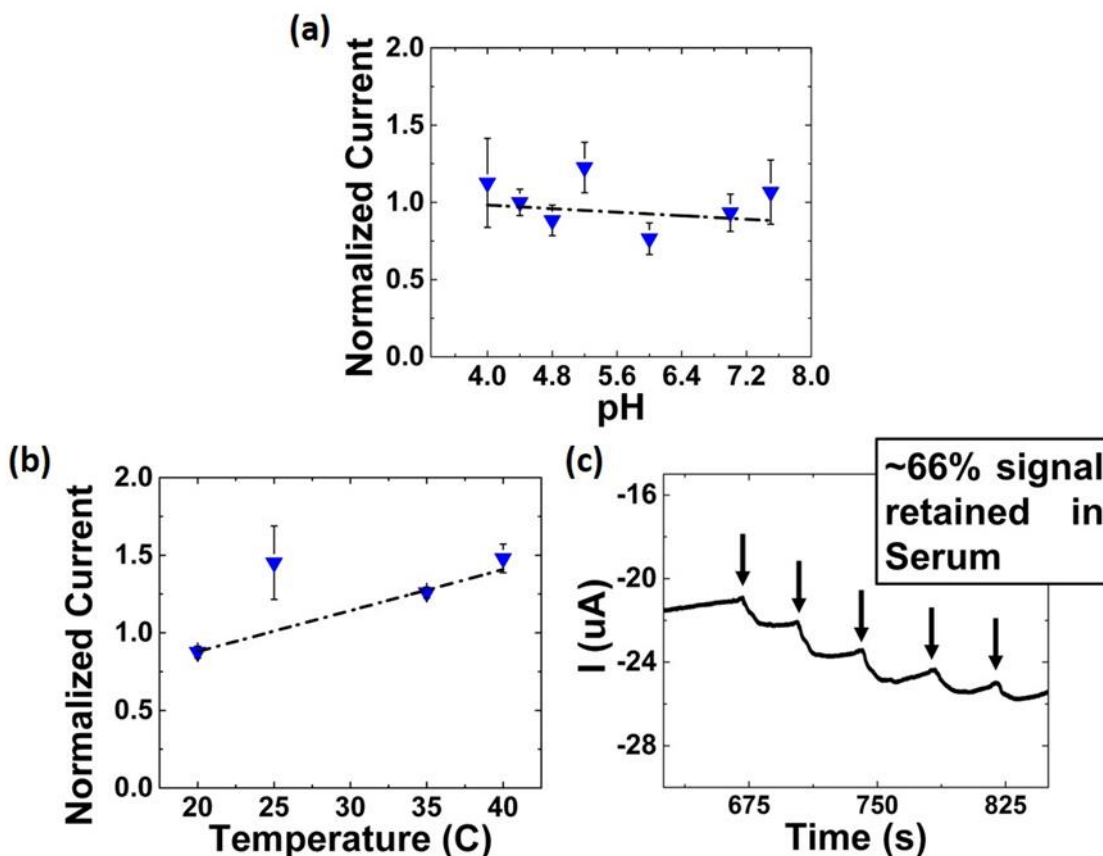 (a)
Normalized Current
2.0
1.5
1.0
0.5
0.0
4.0 4.8 5.6 6.4 7.2 8.0
pH
(b)
Normalized Current
2.0
1.5
1.0
0.5
0.0
20 25 30 35 40
Temperature (C)
(c)
~66% signal
retained in
Serum
I (uA)
-16
-20
-24
-28
675 750 825
Time (s)